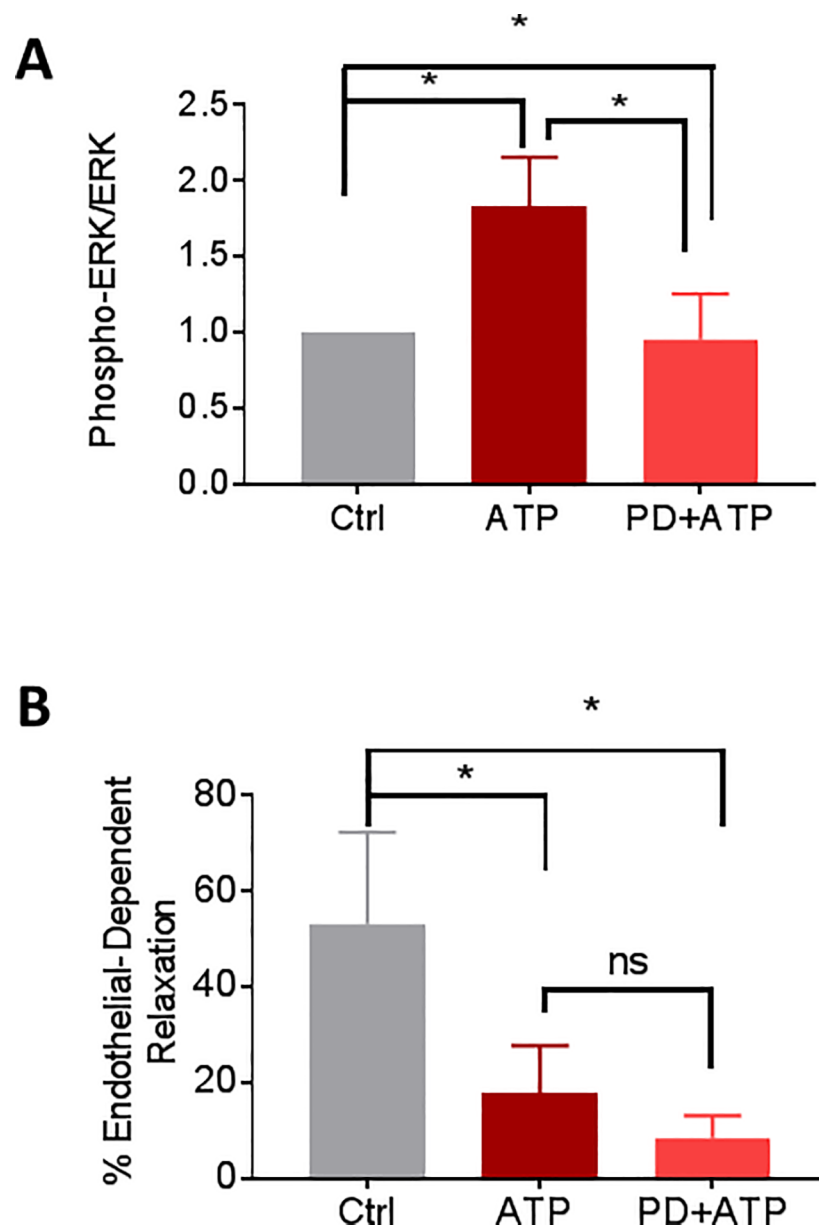 A
*
*
*
2.5
2.0
1.5
1.0
0.5
0.0
Phospho-ERK/ERK
Ctrl
ATP
PD+ATP
B
*
*
ns
80
60
40
20
0
% Endothelial-Dependent
Relaxation
Ctrl
ATP
PD+ATP